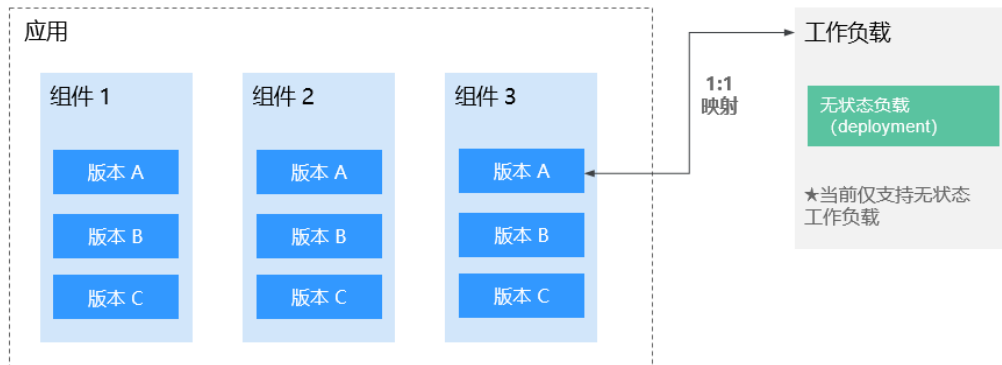 应用
组件 1
版本 A
版本 B
版本 C
组件 2
版本 A
版本 B
版本 C
组件 3
版本 A
版本 B
版本 C
1:1
映射
工作负载
无状态负载
（deployment）
★当前仅支持无状态
工作负载